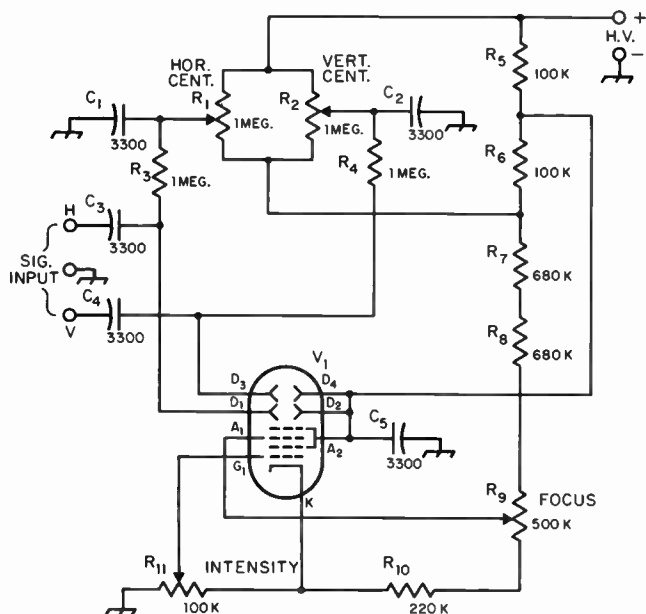 +
H.V.
−
R5
100 K
HOR.
CENT.
VERT.
CENT.
C1
3300
R1
1MEG.
R2
1MEG.
C2
3300
R3
1MEG.
R4
1MEG.
R6
100 K
C3
H
3300
SIG.
INPUT
V
C4
3300
R7
680 K
R8
680 K
V1
D3
D4
D1
D2
A1
A2
G1
K
C5
3300
R9
FOCUS
500 K
R11
INTENSITY
100 K
R10
220 K